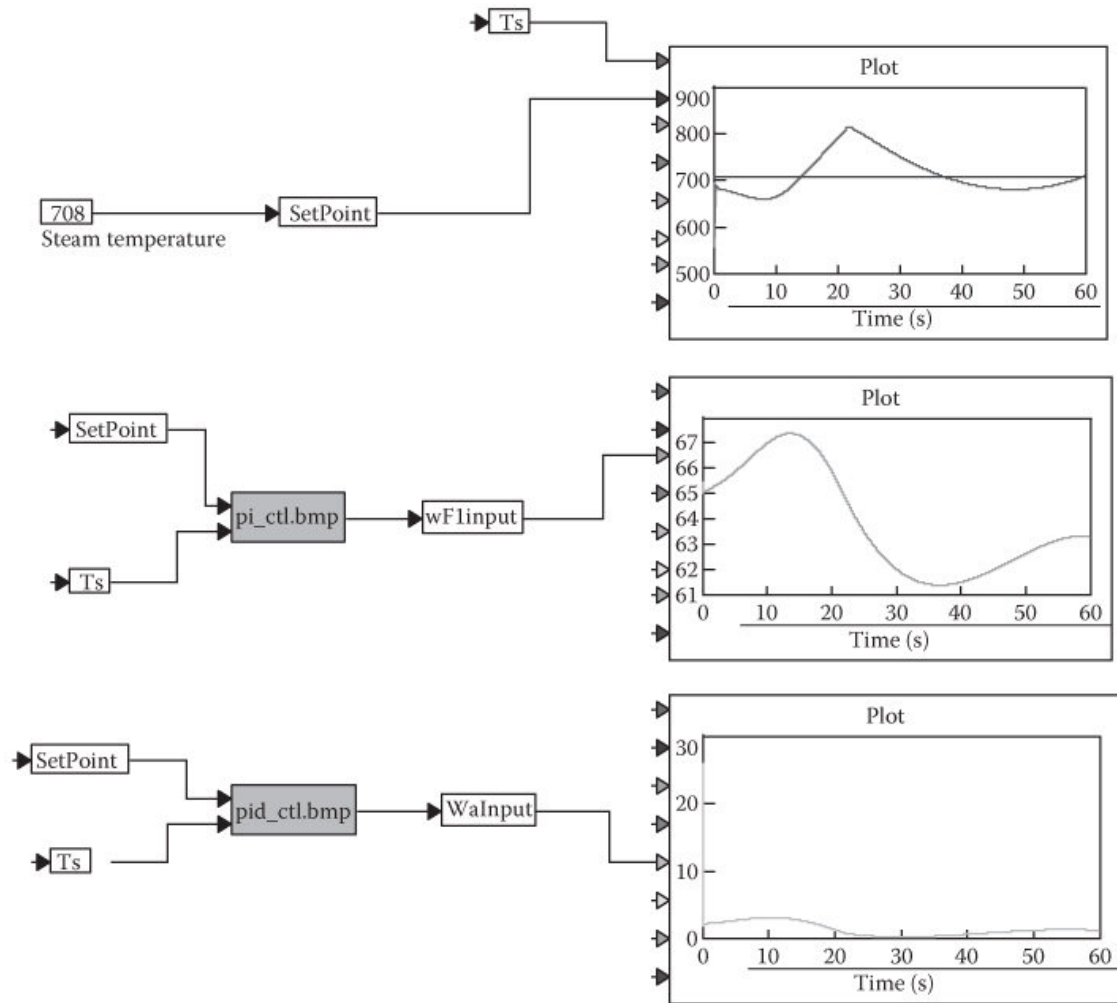 Ts
Plot
900
800
700
600
500
0 10 20 30 40 50 60
Time (s)
708
Steam temperature
SetPoint
Plot
67
66
65
64
63
62
61
0 10 20 30 40 50 60
Time (s)
SetPoint
pi_ctl.bmp
wF1input
Ts
Plot
30
20
10
0
0 10 20 30 40 50 60
Time (s)
SetPoint
pid_ctl.bmp
WaInput
Ts